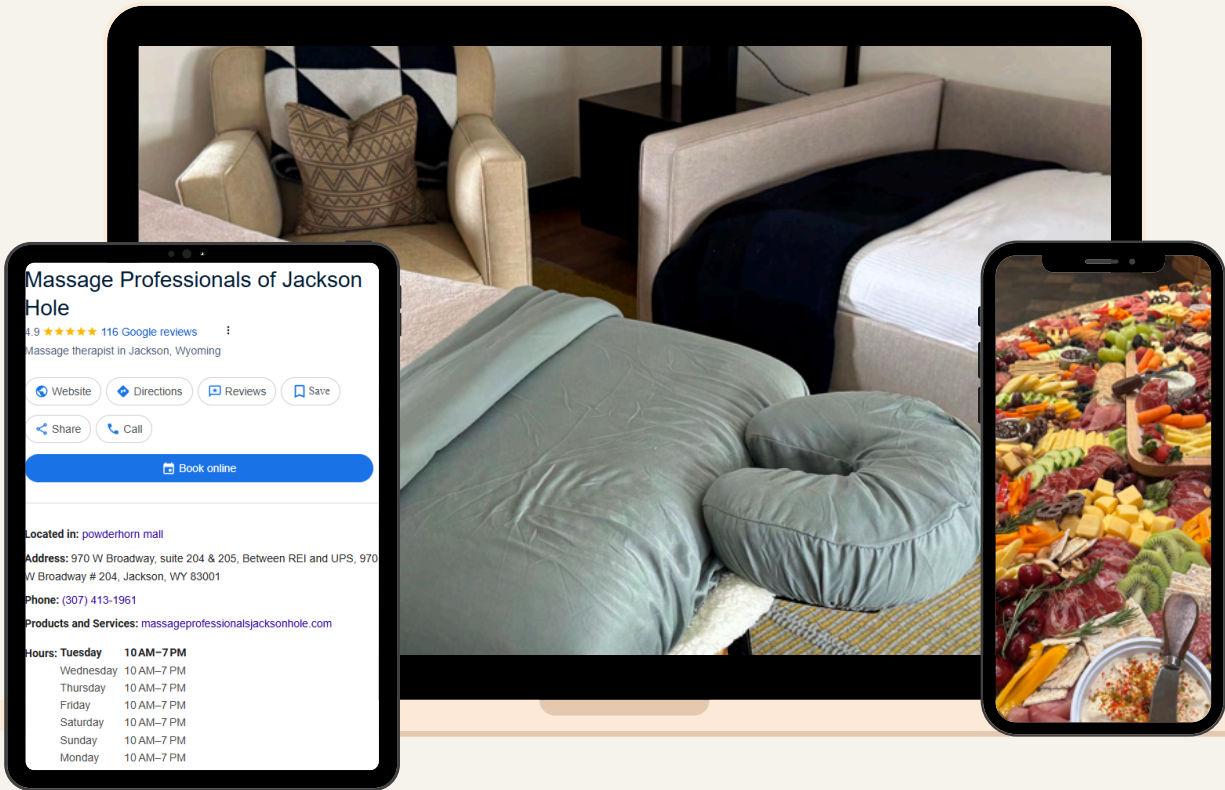 Massage Professionals of Jackson
Hole
4.9 ★★★★★ 116 Google reviews
Massage therapist in Jackson, Wyoming
Website Directions Reviews Save
Share Call
Book online
Located in: powderhorn mall
Address: 970 W Broadway, suite 204 & 205, Between REI and UPS, 970
W Broadway # 204, Jackson, WY 83001
Phone: (307) 413-1961
Products and Services: massageprofessionalsjacksonhole.com
Hours: Tuesday 10 AM–7 PM
Wednesday 10 AM–7 PM
Thursday 10 AM–7 PM
Friday 10 AM–7 PM
Saturday 10 AM–7 PM
Sunday 10 AM–7 PM
Monday 10 AM–7 PM